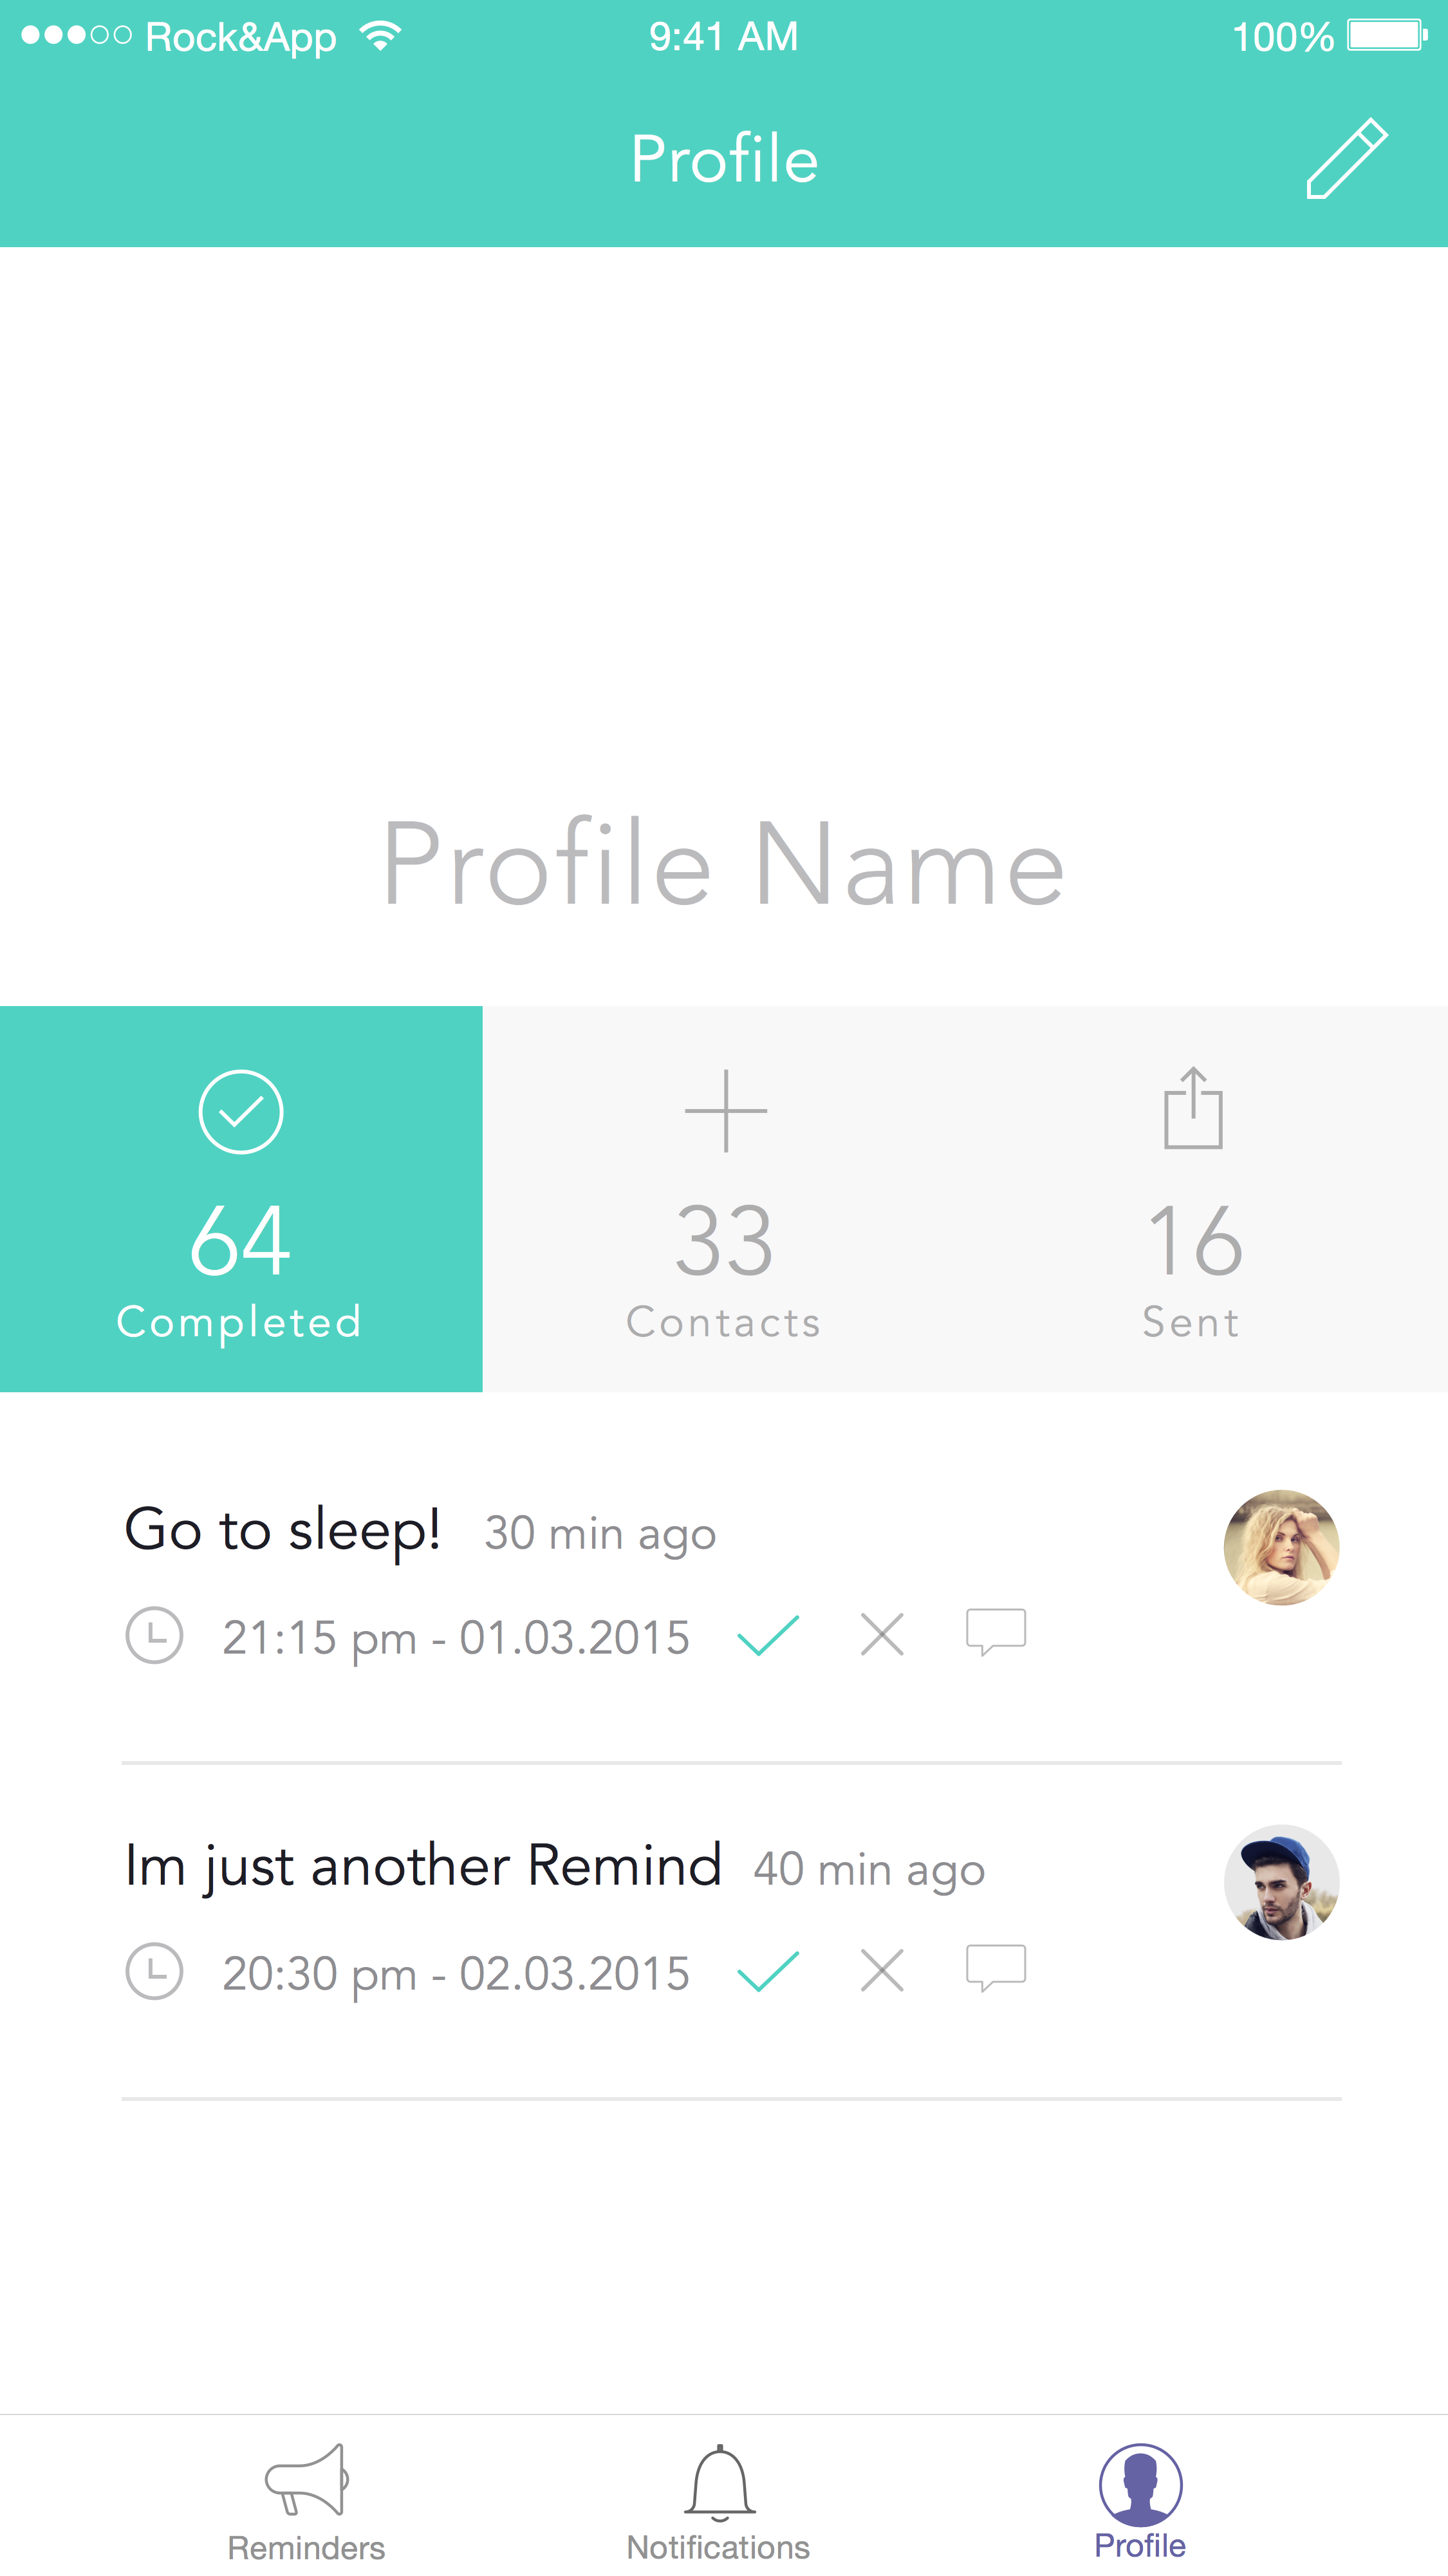 Rock&App 9:41 AM 100%
Profile
Profile Name
64 33 16
Completed Contacts Sent
Go to sleep! 30 min ago
21:15 pm - 01.03.2015
Im just another Remind 40 min ago
20:30 pm - 02.03.2015
Reminders Notifications Profile